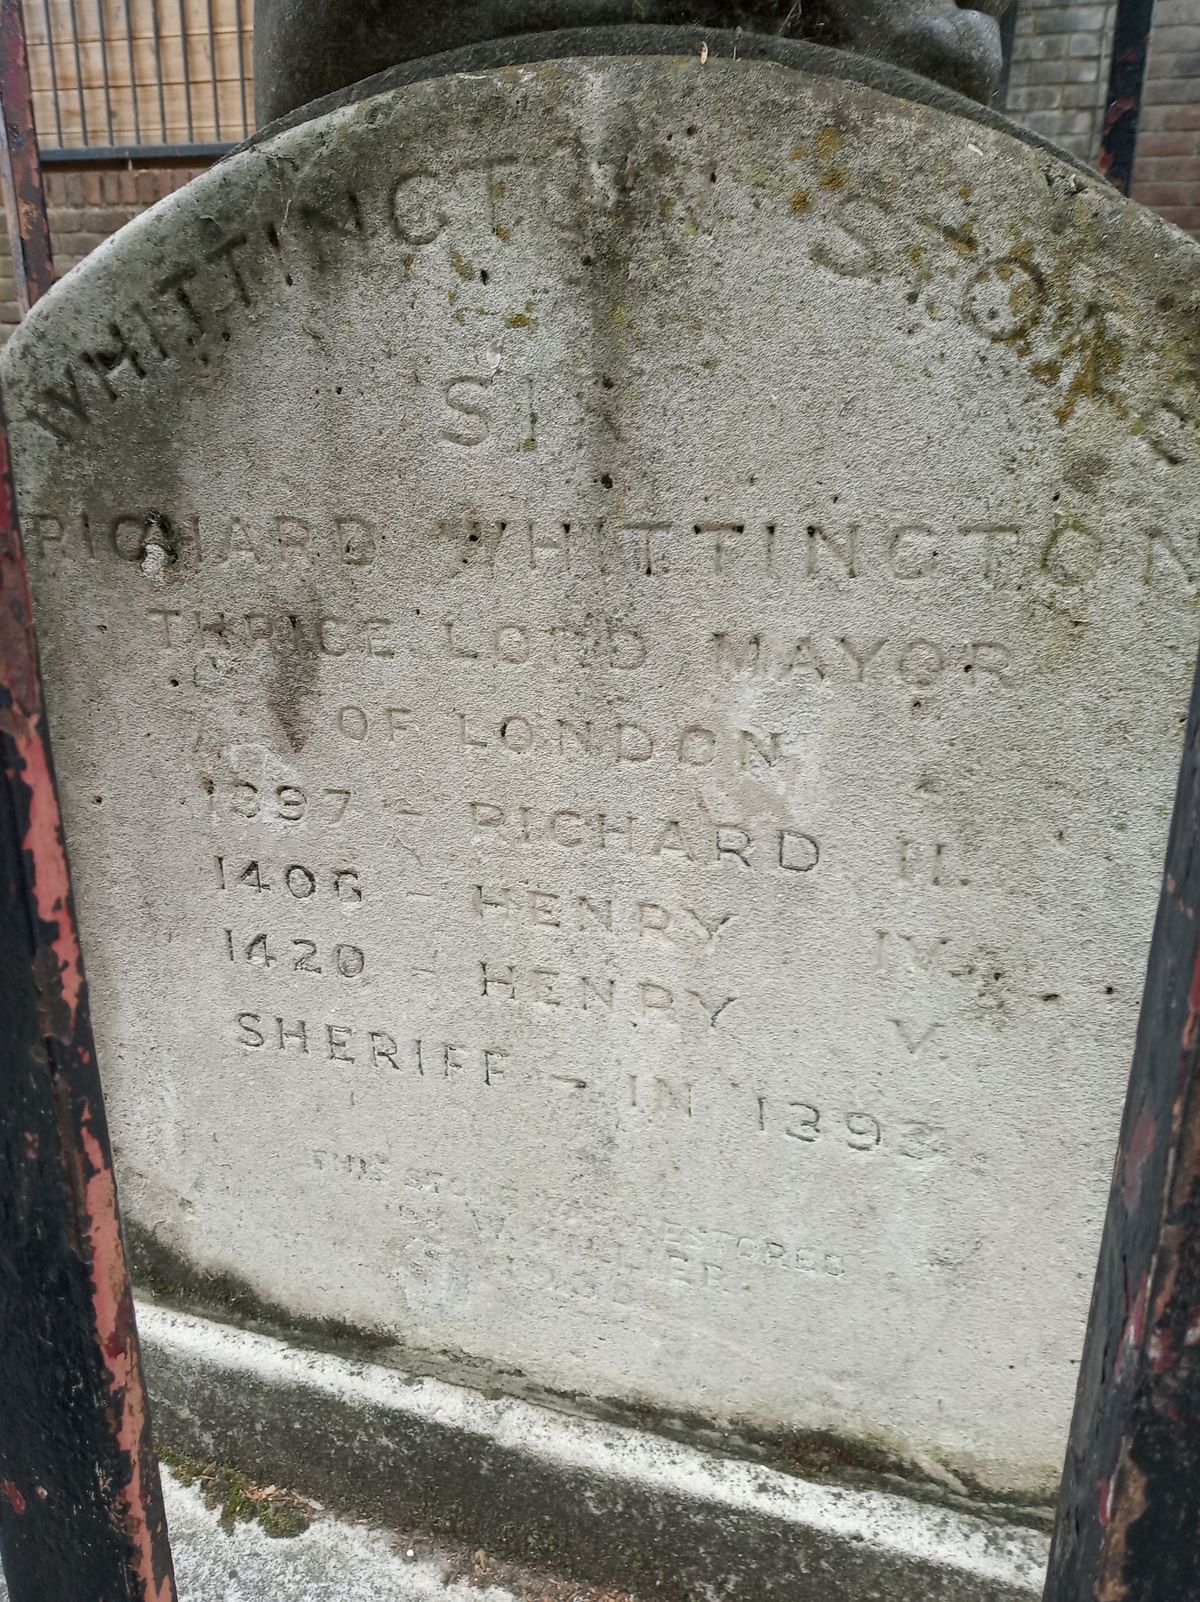 WHITTINGTON STONE
SIR
RICHARD WHITTINGTON
THRICE LORD MAYOR
OF LONDON
1397 - RICHARD II.
1406 - HENRY IV.
1420 - HENRY V.
SHERIFF - IN 1393
THIS RESTORED